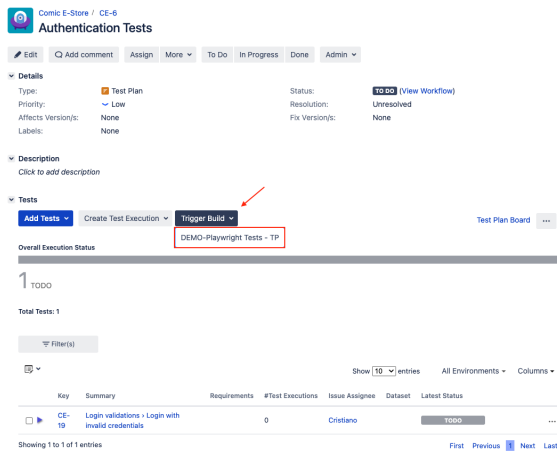 Comic E-Store / CE-6
Authentication Tests
Edit Add comment Assign More To Do In Progress Done Admin
Details
Type: Test Plan Status: TO DO (View Workflow)
Priority: Low Resolution: Unresolved
Affects Version/s: None Fix Version/s: None
Labels: None
Description
Click to add description
Tests
Add Tests Create Test Execution Trigger Build Test Plan Board ...
DEMO-Playwright Tests - TP
Overall Execution Status
1 TODO
Total Tests: 1
Filter(s)
Show 10 entries All Environments Columns
Key Summary Requirements #Test Executions Issue Assignee Dataset Latest Status
CE-19 Login validations › Login with invalid credentials 0 Cristiano TODO ...
Showing 1 to 1 of 1 entries First Previous 1 Next Last